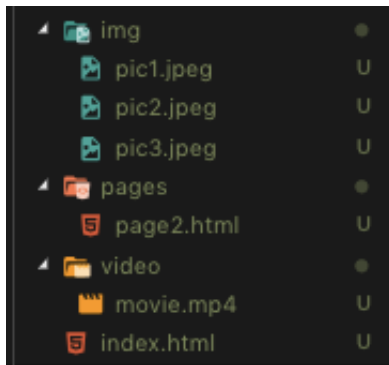 img
pic1.jpeg U
pic2.jpeg U
pic3.jpeg U
pages
page2.html U
video
movie.mp4 U
index.html U